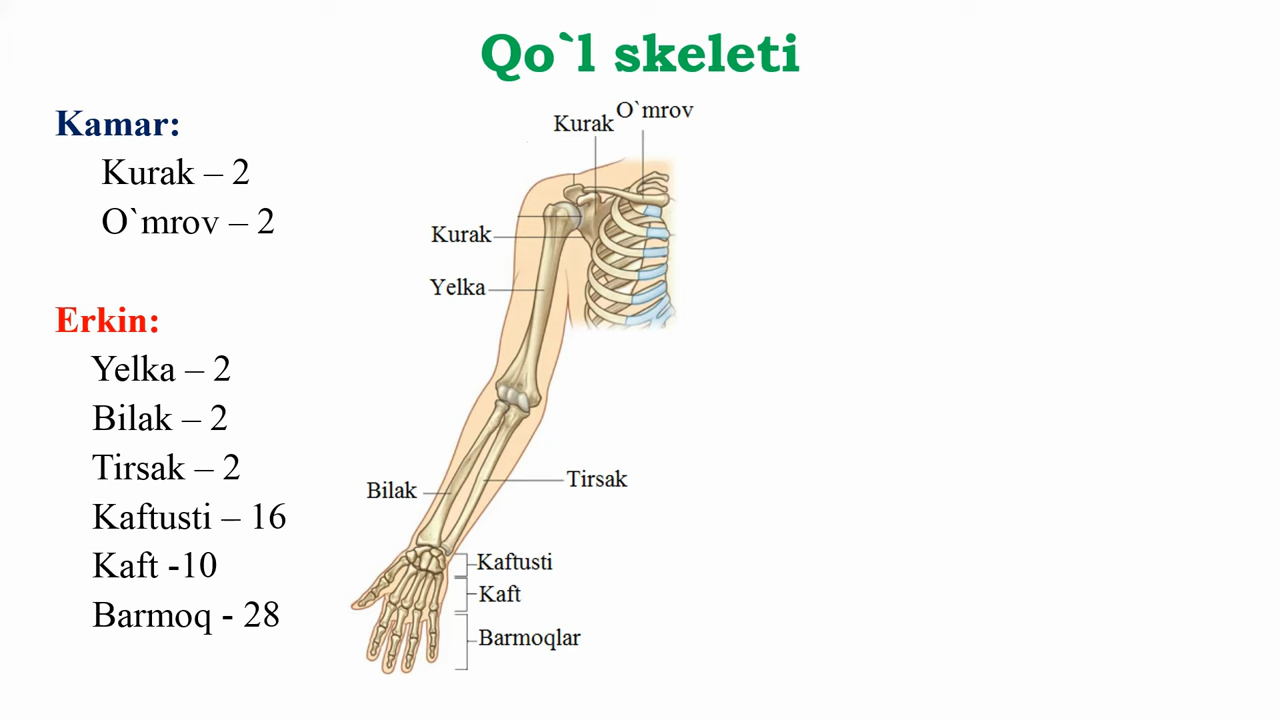 Qo`l skeleti
Kamar:
Kurak – 2
O`mrov – 2
Erkin:
Yelka – 2
Bilak – 2
Tirsak – 2
Kaftusti – 16
Kaft -10
Barmoq - 28
O`mrov
Kurak
Kurak
Yelka
Tirsak
Bilak
Kaftusti
Kaft
Barmoqlar